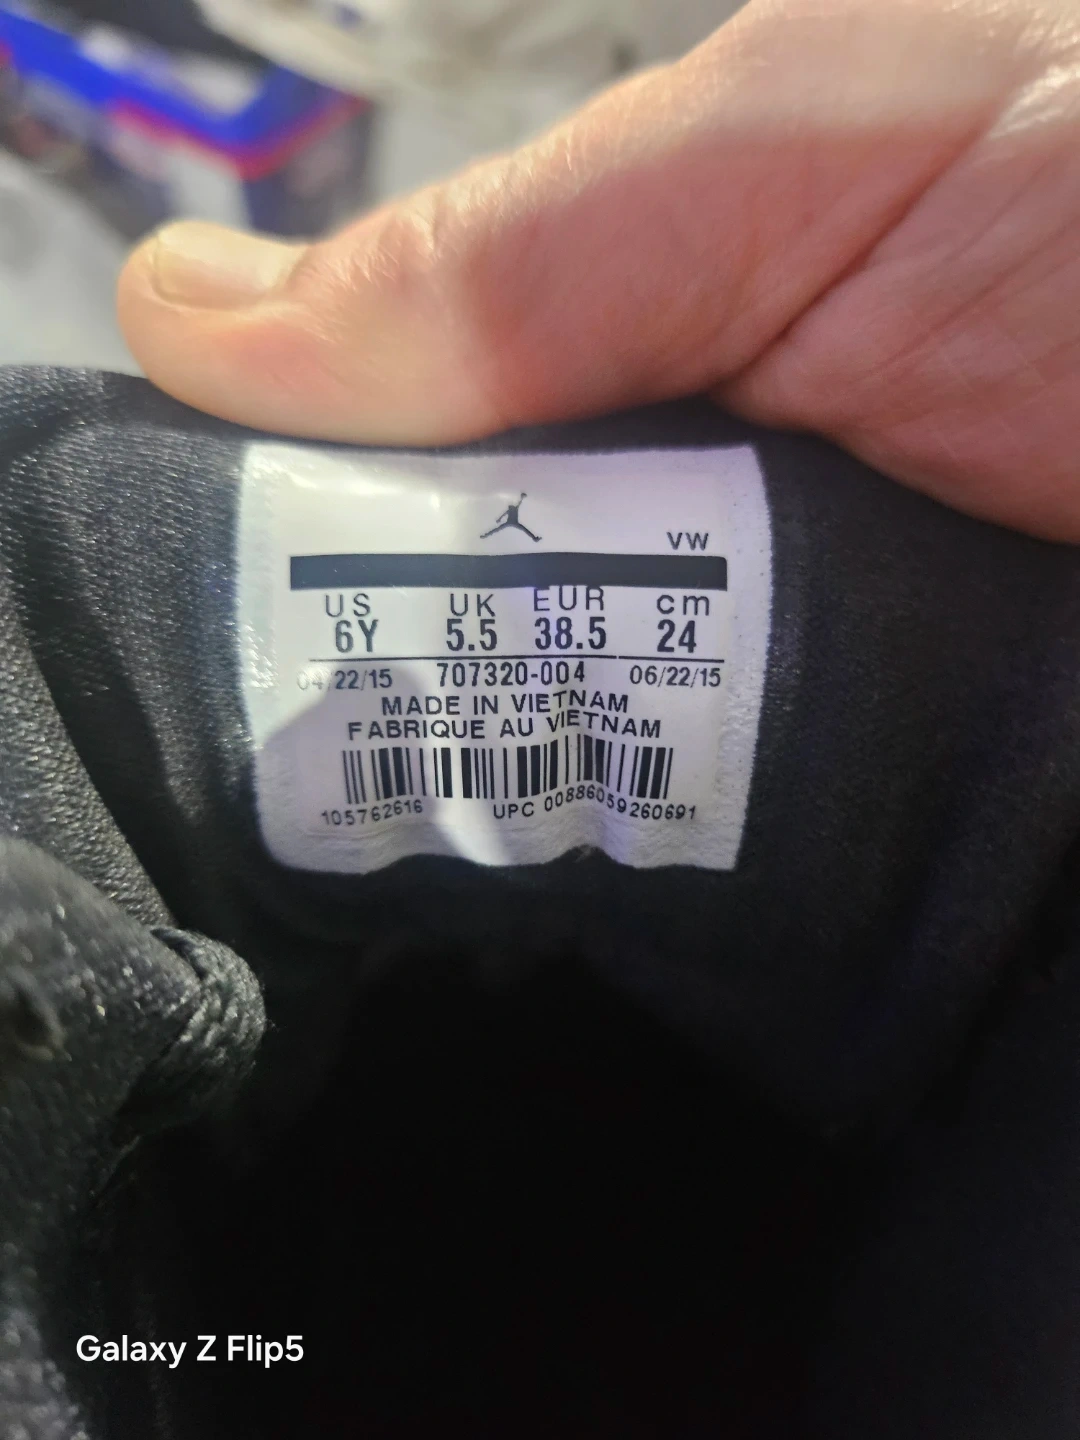 VW
US UK EUR cm
6Y 5.5 38.5 24
04/22/15 707320-004 06/22/15
MADE IN VIETNAM
FABRIQUE AU VIETNAM
105762616 UPC 00886059260691
Galaxy Z Flip5